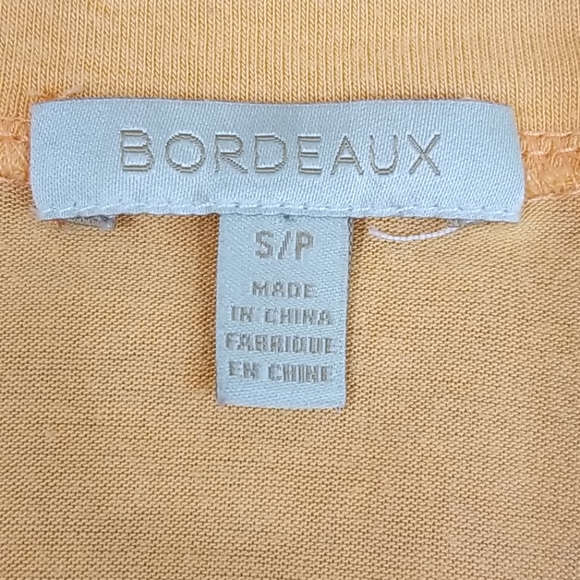 BORDEAUX
S/P
MADE
IN CHINA
FABRIQUE
EN CHINE